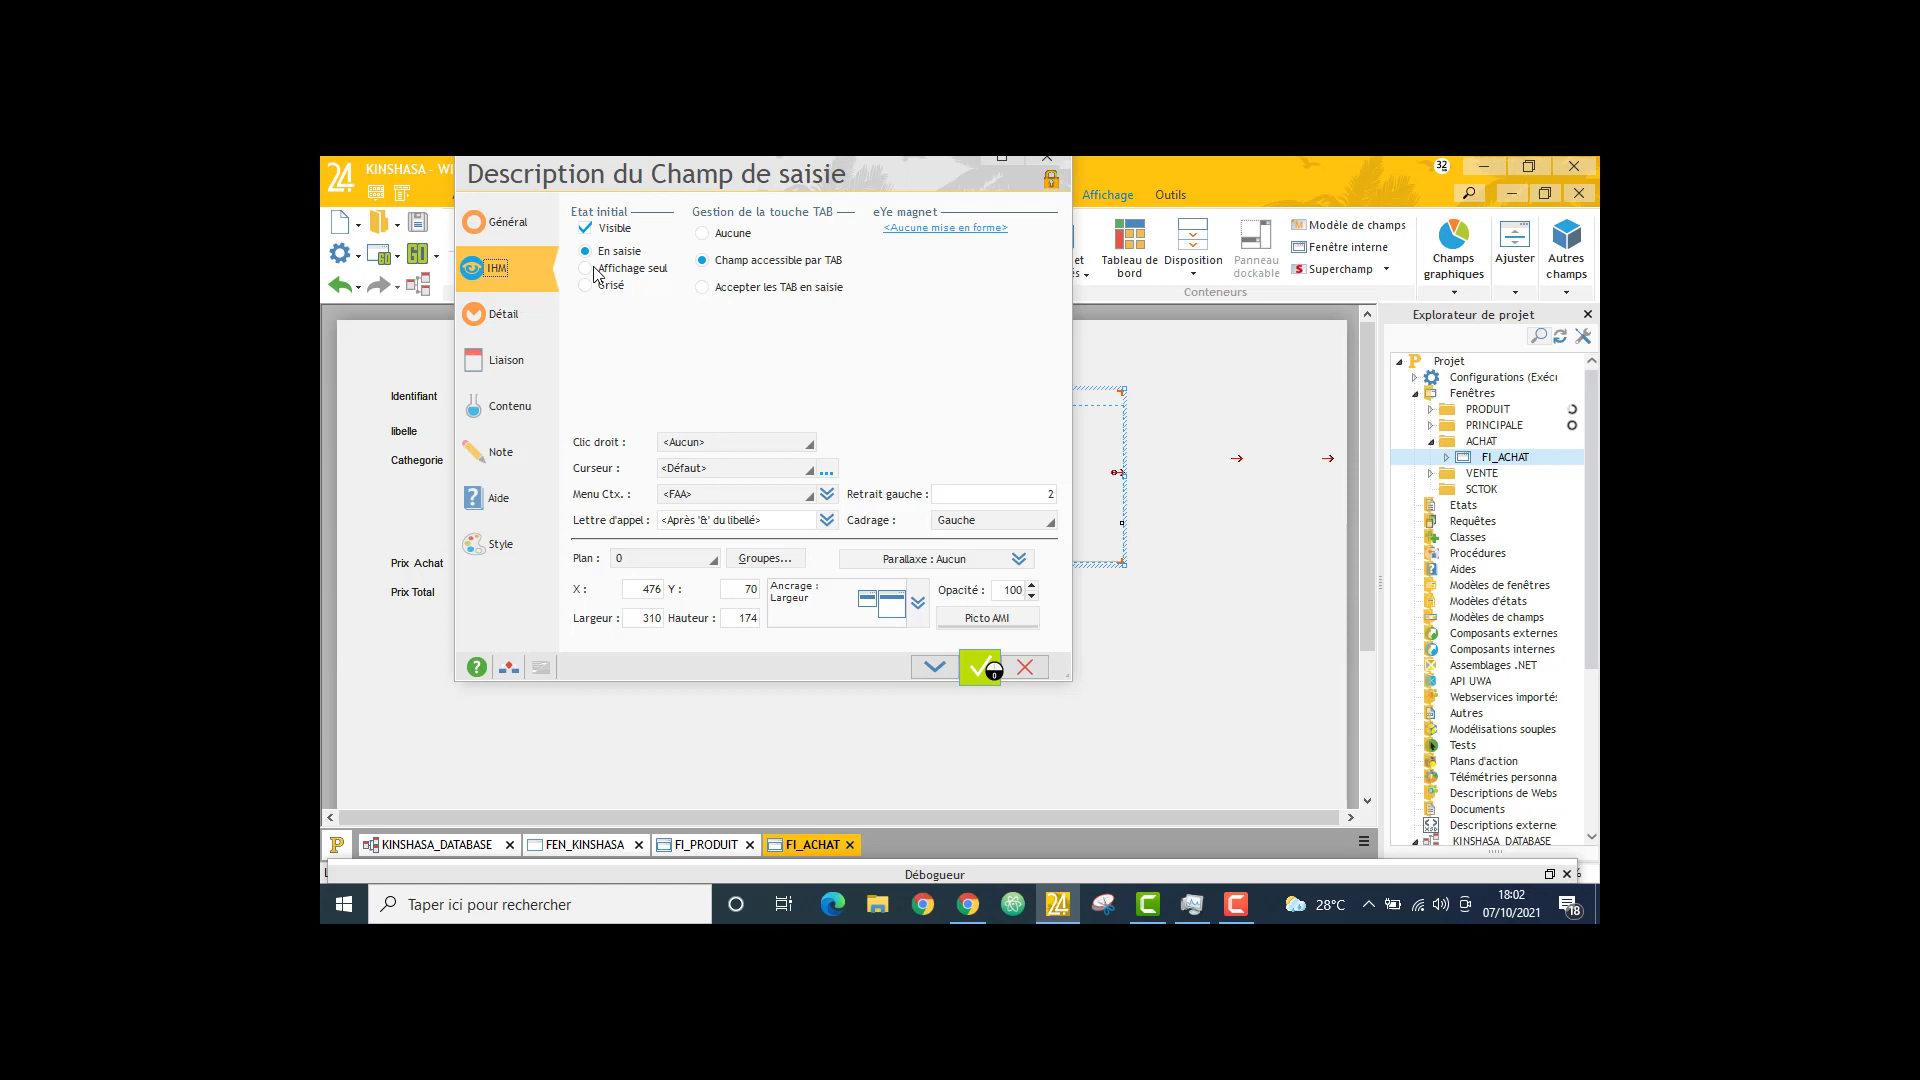 24
KINSHASA - WI
Description du Champ de saisie
32
Affichage
Outils
Tableau de bord
Disposition
Panneau dockable
Modèle de champs
Fenêtre interne
Superchamp
Conteneurs
Champs graphiques
Ajuster
Autres champs
Général
IHM
Détail
Liaison
Contenu
Note
Aide
Style
Etat initial
Visible
En saisie
Affichage seul
Grisé
Gestion de la touche TAB
Aucune
Champ accessible par TAB
Accepter les TAB en saisie
eYe magnet
<Aucune mise en forme>
Clic droit :
<Aucun>
Curseur :
<Défaut>
Menu Ctx. :
<FAA>
Retrait gauche :
2
Lettre d'appel :
<Après '&' du libellé>
Cadrage :
Gauche
Plan :
0
Groupes...
Parallaxe : Aucun
X :
476
Y :
70
Ancrage :
Largeur
Opacité :
100
Largeur :
310
Hauteur :
174
Picto AMI
Identifiant
libelle
Cathegorie
Prix Achat
Prix Total
Explorateur de projet
Projet
Configurations (Exécu
Fenêtres
PRODUIT
PRINCIPALE
ACHAT
FI_ACHAT
VENTE
SCTOK
Etats
Requêtes
Classes
Procédures
Aides
Modèles de fenêtres
Modèles d'états
Modèles de champs
Composants externes
Composants internes
Assemblages .NET
API UWA
Webservices importés
Autres
Modélisations souples
Tests
Plans d'action
Télémétries personna
Descriptions de Webs
Documents
Descriptions externe
KINSHASA_DATABASE
KINSHASA_DATABASE
FEN_KINSHASA
FI_PRODUIT
FI_ACHAT
Débogueur
Taper ici pour rechercher
24
28°C
18:02
07/10/2021
18